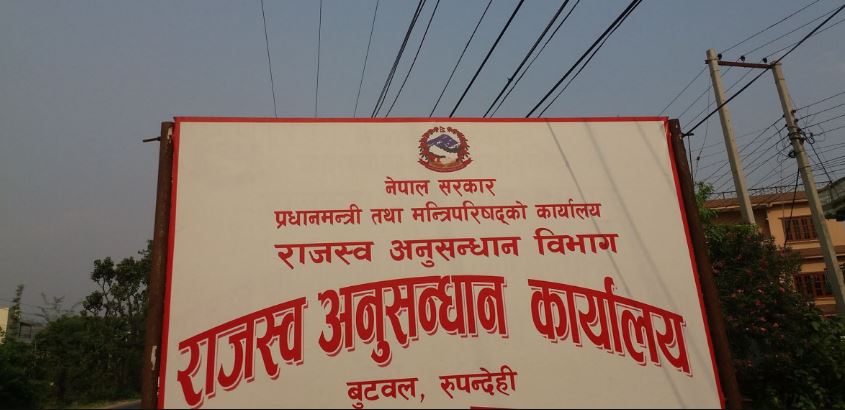 नेपाल सरकार
प्रधानमन्त्री तथा मन्त्रिपरिषद्को कार्यालय
राजस्व अनुसन्धान विभाग
राजस्व अनुसन्धान कार्यालय
बुटवल, रुपन्देही